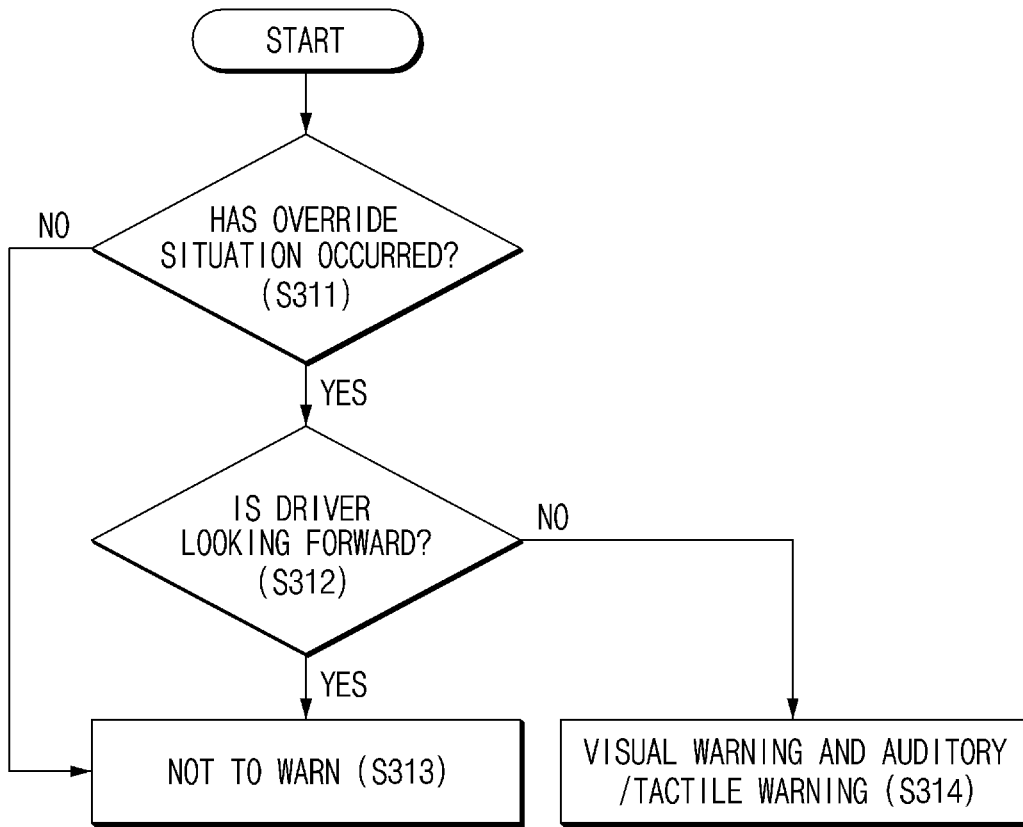 START
NO
HAS OVERRIDE
SITUATION OCCURRED?
(S311)
YES
IS DRIVER
LOOKING FORWARD?
(S312)
NO
YES
NOT TO WARN (S313)
VISUAL WARNING AND AUDITORY
/TACTILE WARNING (S314)